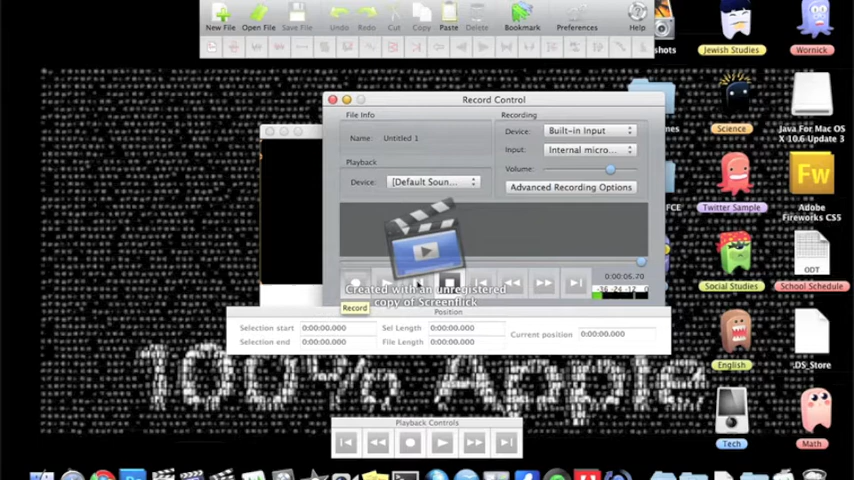 New File Open File Save File Undo Redo Cut Copy Paste Delete Bookmark Preferences Help
Jewish Studies
Wornick
Record Control
File Info
Recording
Name: Untitled 1
Device: Built-in Input
Input: Internal micro...
Playback
Volume:
Device: [Default Soun...
Advanced Recording Options
Science
Java For Mac OS
X 10.6-Update 3
Twitter Sample
Adobe
Fireworks CS5
FCE
0:00:06.70
Created with an unregistered
copy of Screenflick
Record
Position
Selection start 0:00:00.000 Sel Length 0:00:00.000
Selection end 0:00:00.000 File Length 0:00:00.000
Current position 0:00:00.000
Social Studies
ODT
School Schedule
100% Apple
English
.DS_Store
Playback Controls
Tech
Math